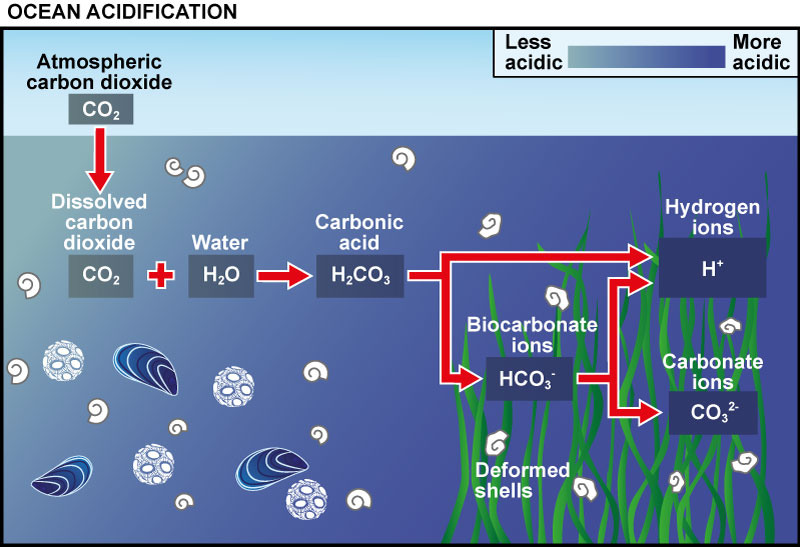 OCEAN ACIDIFICATION
Less
acidic
More
acidic
Atmospheric
carbon dioxide
CO₂
Dissolved
carbon
dioxide
CO₂
Water
H₂O
Carbonic
acid
H₂CO₃
Hydrogen
ions
H⁺
Biocarbonate
ions
HCO₃⁻
Carbonate
ions
CO₃²⁻
Deformed
shells